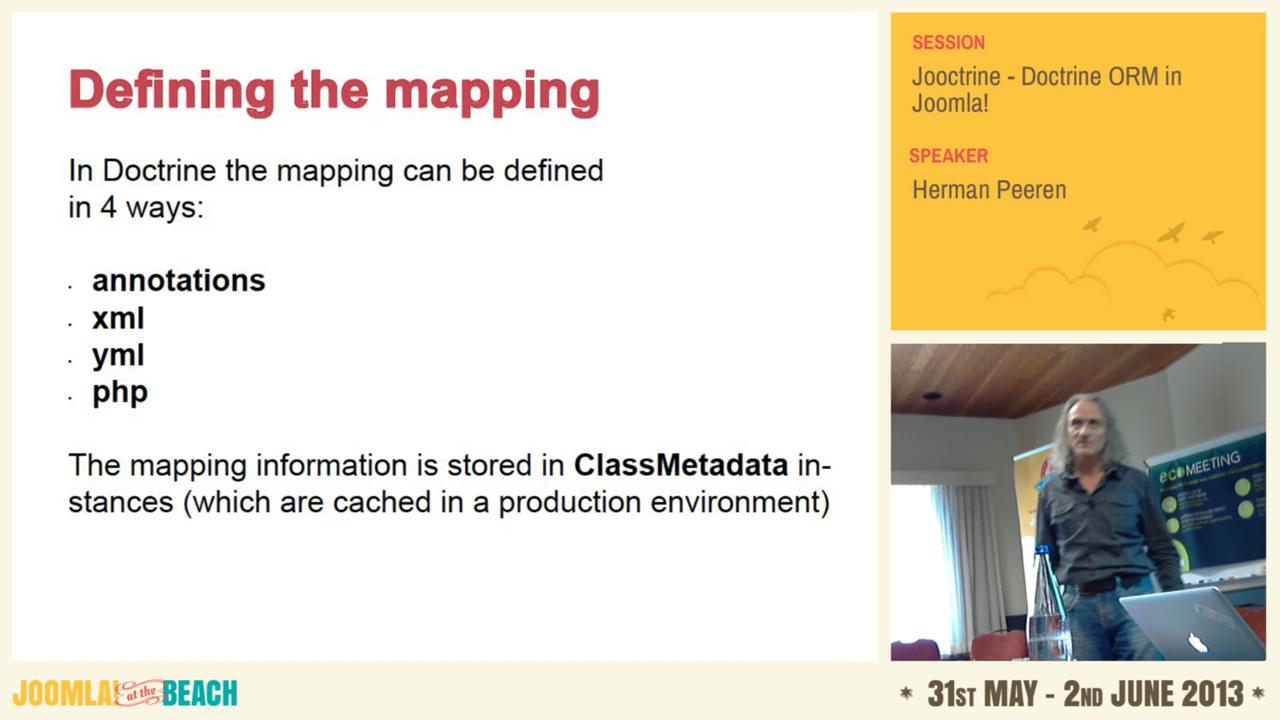 Defining the mapping
In Doctrine the mapping can be defined
in 4 ways:
. annotations
. xml
. yml
. php
The mapping information is stored in ClassMetadata in-
stances (which are cached in a production environment)
SESSION
Jooctrine - Doctrine ORM in
Joomla!
SPEAKER
Herman Peeren
ecoMEETING
JOOMLA! at the BEACH
* 31ST MAY - 2ND JUNE 2013 *